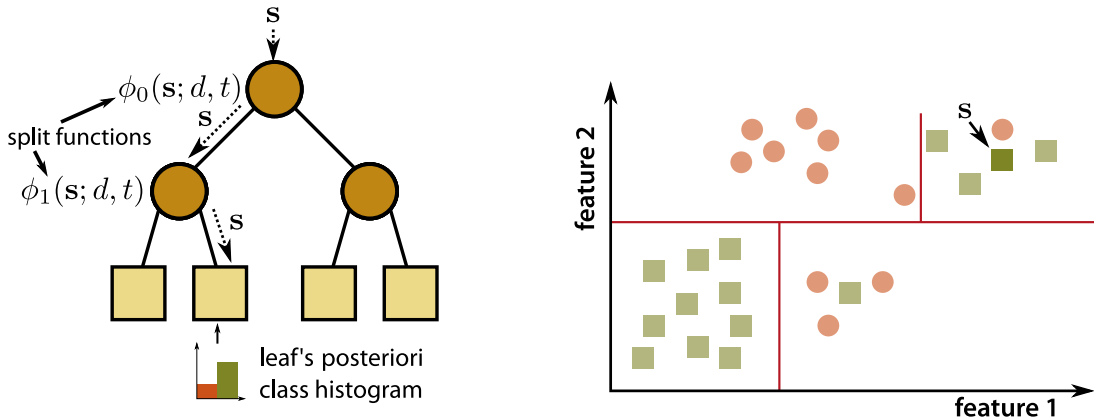 s
ϕ₀(s; d, t)
s
split functions
ϕ₁(s; d, t)
s
leaf's posteriori
class histogram
feature 2
s
feature 1